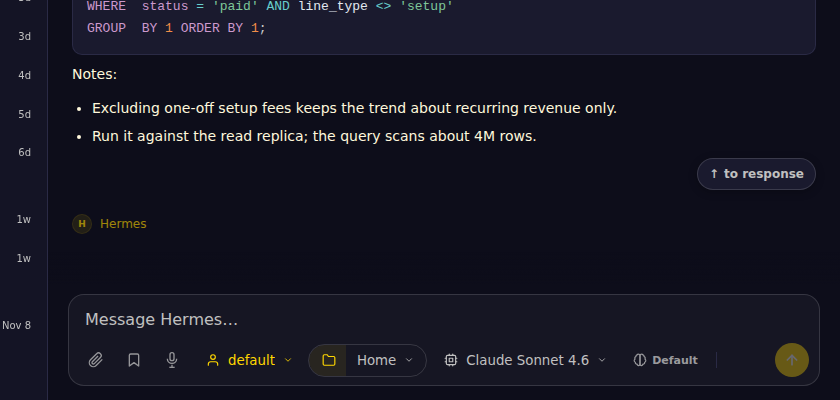 3d
WHERE  status = 'paid' AND line_type <> 'setup'
GROUP  BY 1 ORDER BY 1;
4d
Notes:
5d
• Excluding one-off setup fees keeps the trend about recurring revenue only.
• Run it against the read replica; the query scans about 4M rows.
6d
↑ to response
1w
H Hermes
1w
Nov 8
Message Hermes...
default
Home
Claude Sonnet 4.6
Default